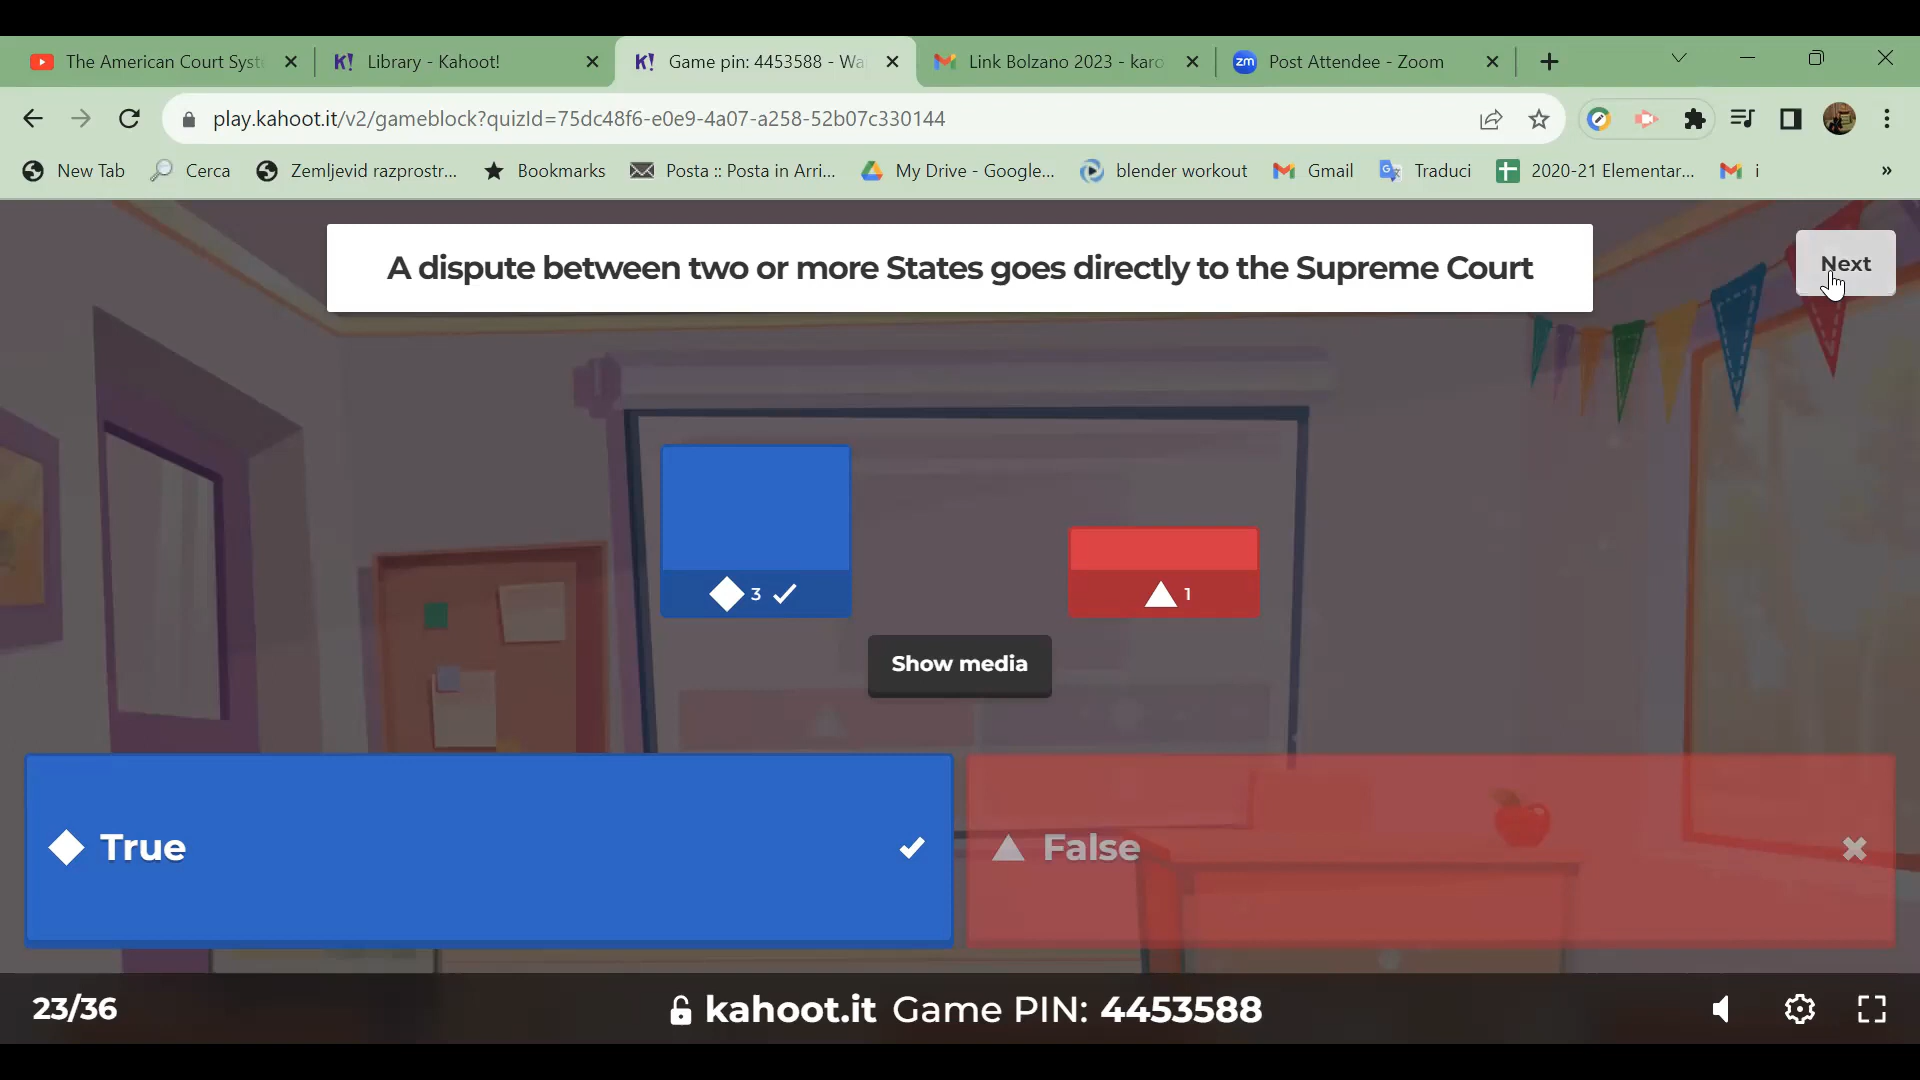 The American Court Syst
Library - Kahoot!
Game pin: 4453588 - Wa
Link Bolzano 2023 - karo
zm Post Attendee - Zoom
play.kahoot.it/v2/gameblock?quizId=75dc48f6-e0e9-4a07-a258-52b07c330144
New Tab
Cerca
Zemljevid razprostr...
Bookmarks
Posta :: Posta in Arri...
My Drive - Google...
blender workout
Gmail
Traduci
2020-21 Elementar...
i
»
A dispute between two or more States goes directly to the Supreme Court
Next
3
1
Show media
True
False
23/36
kahoot.it Game PIN: 4453588